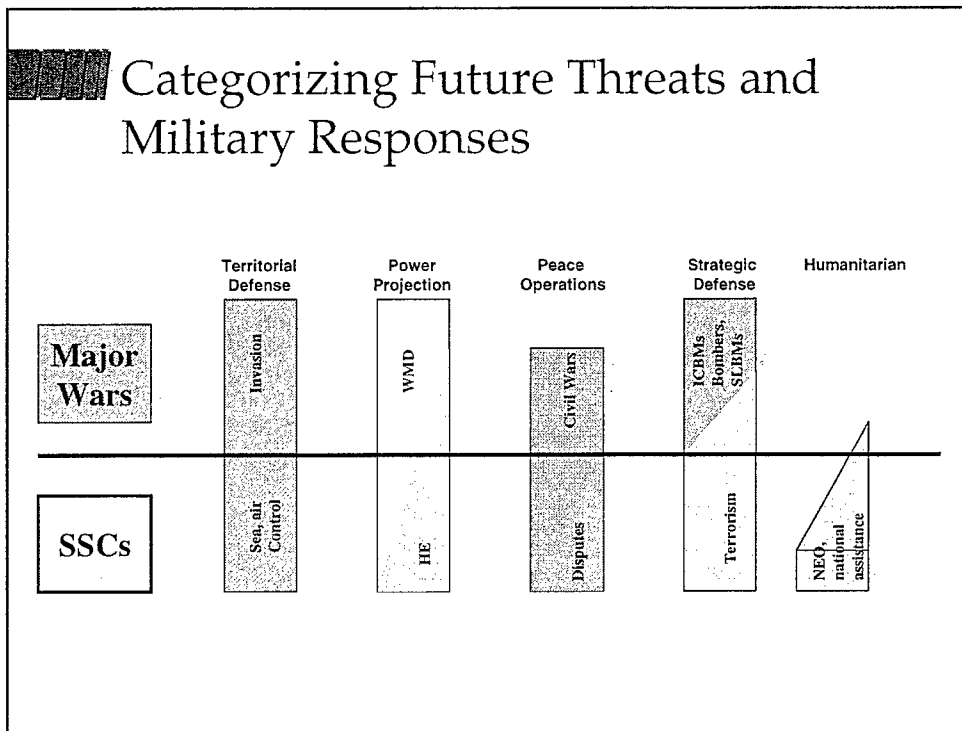 Categorizing Future Threats and
Military Responses
Territorial
Defense
Power
Projection
Peace
Operations
Strategic
Defense
Humanitarian
Major
Wars
Invasion
WMD
Civil Wars
ICBMs
Bombers,
SLBMs
SSCs
Sea, air
Control
HE
Disputes
Terrorism
NEO,
national
assistance